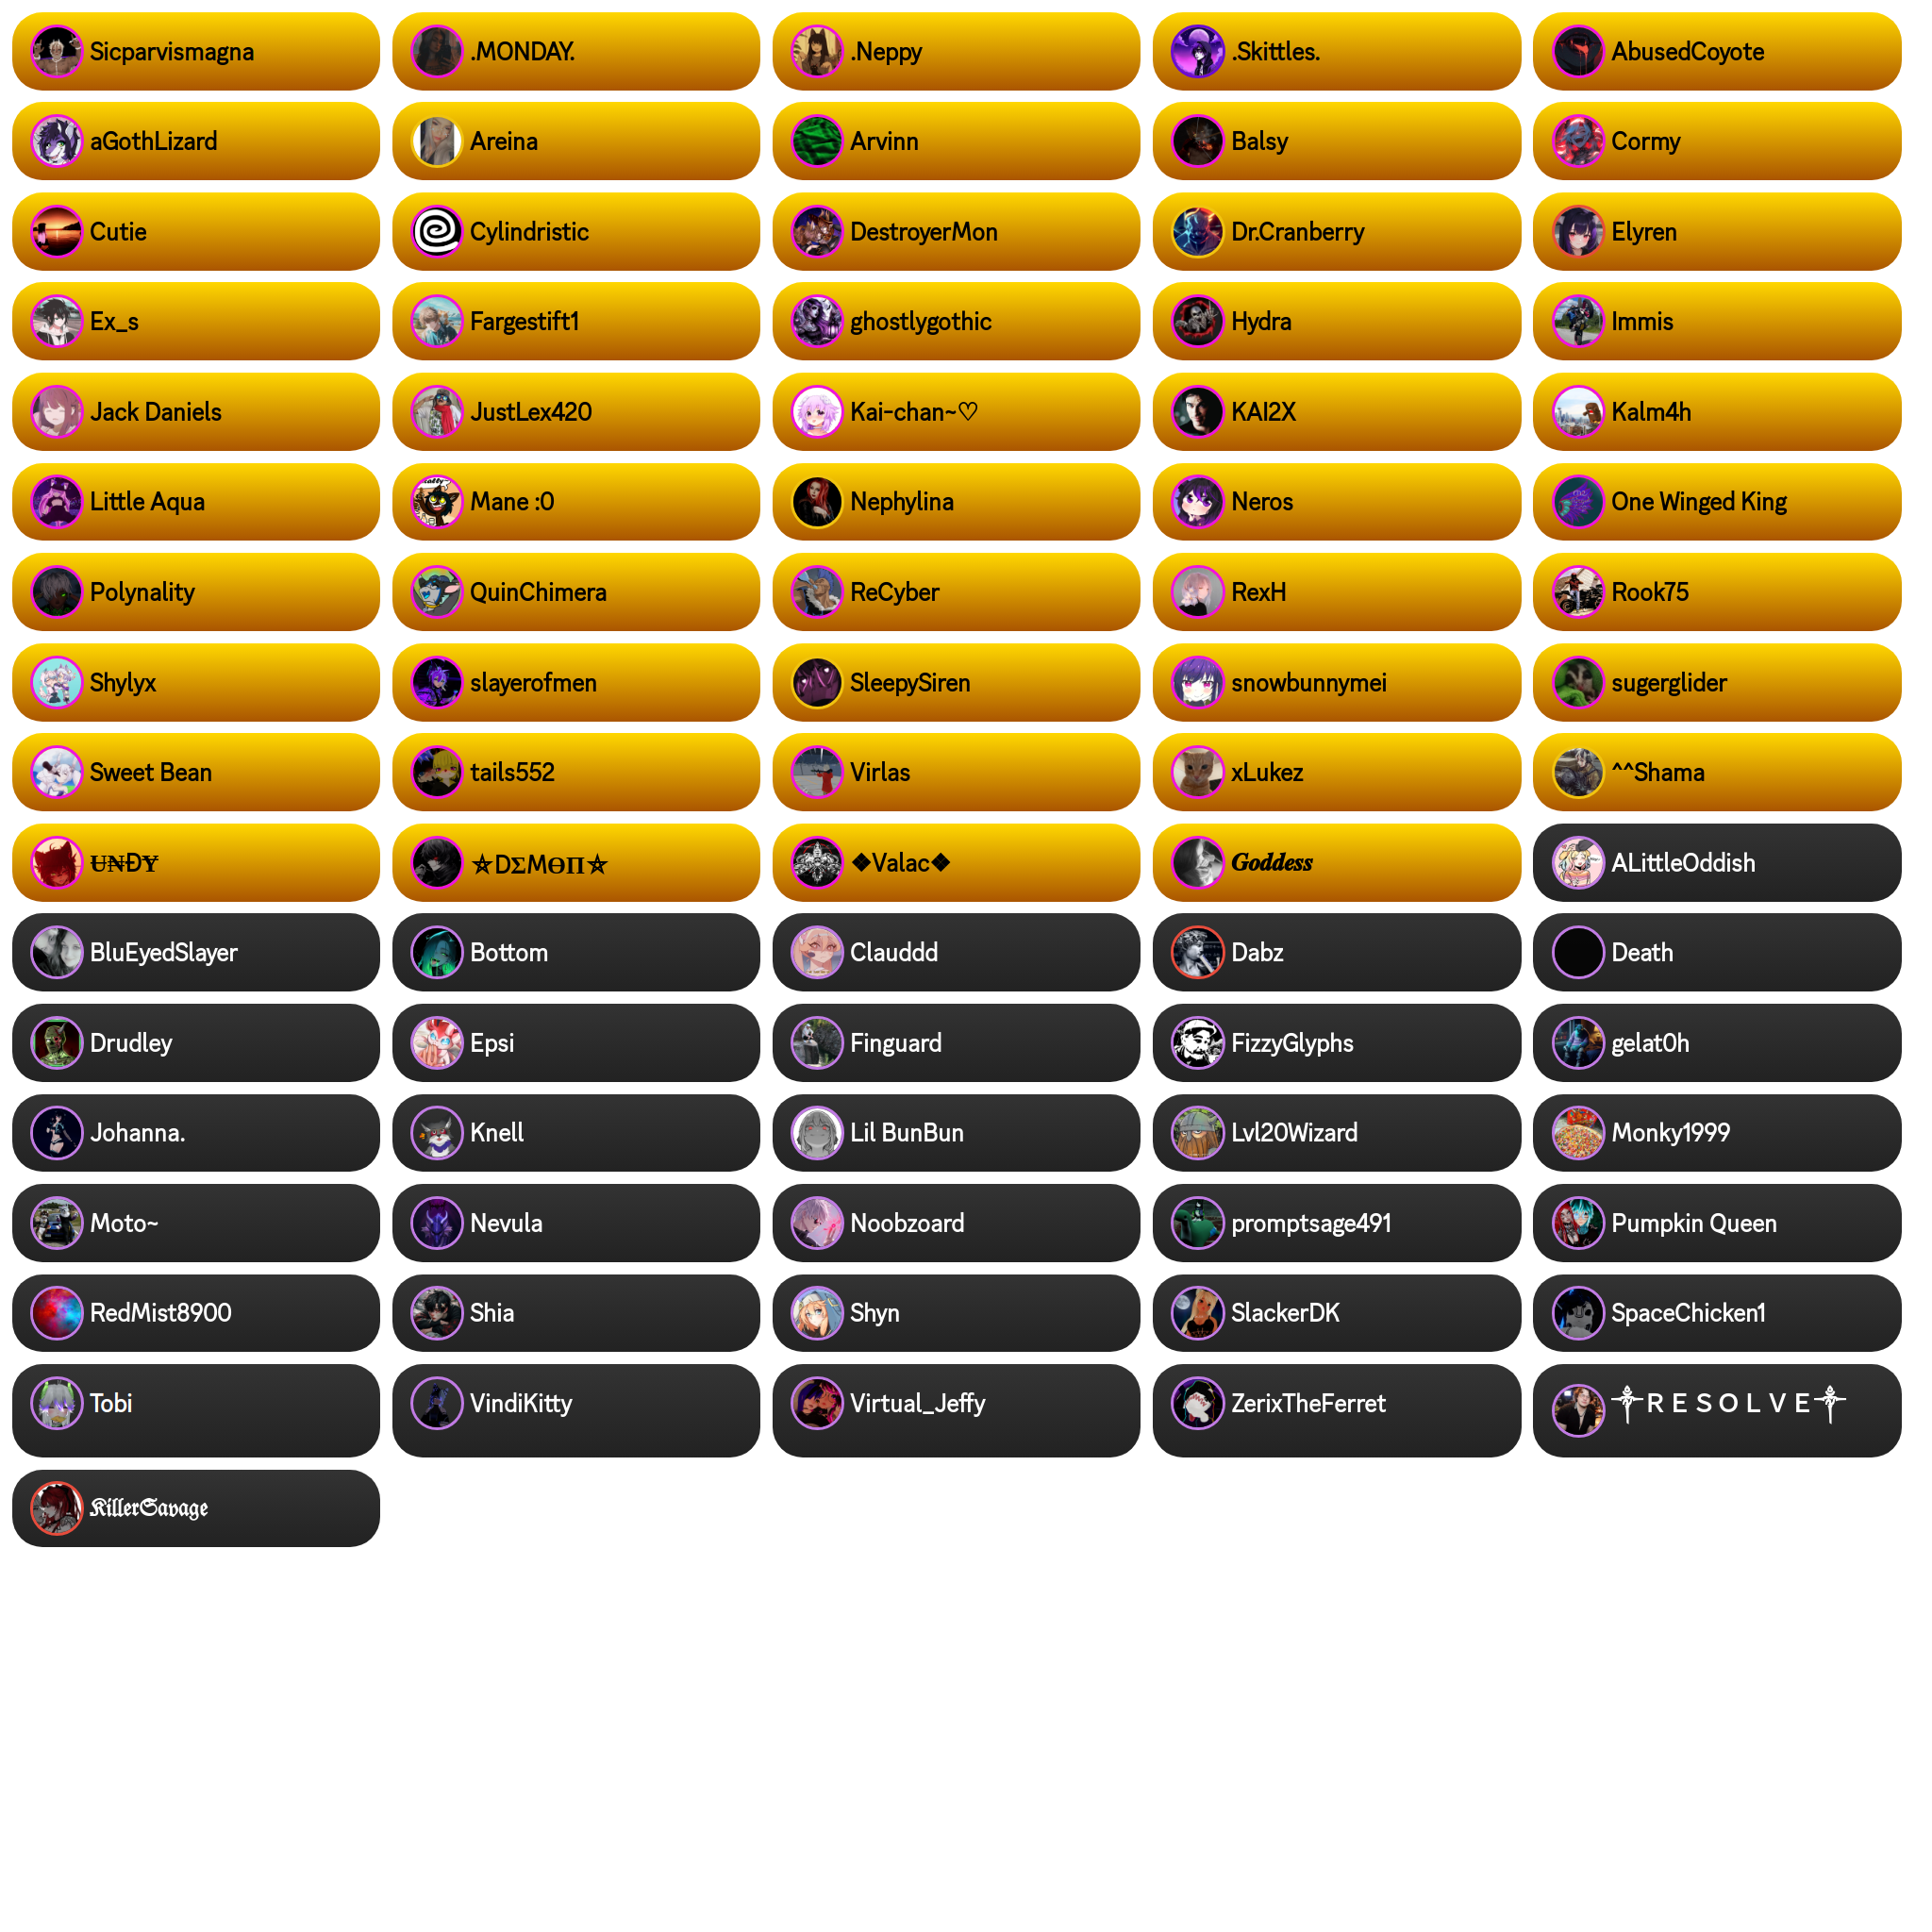 Sicparvismagna
.MONDAY.
.Neppy
.Skittles.
AbusedCoyote
aGothLizard
Areina
Arvinn
Balsy
Cormy
Cutie
Cylindristic
DestroyerMon
Dr.Cranberry
Elyren
Ex_s
Fargestift1
ghostlygothic
Hydra
Immis
Jack Daniels
JustLex420
Kai-chan~♡
KAI2X
Kalm4h
Little Aqua
Mane :0
Nephylina
Neros
One Winged King
Polynality
QuinChimera
ReCyber
RexH
Rook75
Shylyx
slayerofmen
SleepySiren
snowbunnymei
sugerglider
Sweet Bean
tails552
Virlas
xLukez
^^Shama
Ʉ₦ĐɎ
⛤DΣMӨΠ⛤
❖Valac❖
𝑮𝒐𝒅𝒅𝒆𝒔𝒔
ALittleOddish
BluEyedSlayer
Bottom
Clauddd
Dabz
Death
Drudley
Epsi
Finguard
FizzyGlyphs
gelat0h
Johanna.
Knell
Lil BunBun
Lvl20Wizard
Monky1999
Moto~
Nevula
Noobzoard
promptsage491
Pumpkin Queen
RedMist8900
Shia
Shyn
SlackerDK
SpaceChicken1
Tobi
VindiKitty
Virtual_Jeffy
ZerixTheFerret
༒ＲＥＳＯＬＶＥ༒
𝕶𝖎𝖑𝖑𝖊𝖗𝕾𝖆𝖛𝖆𝖌𝖊